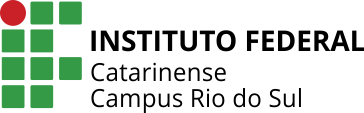 INSTITUTO FEDERAL
Catarinense
Campus Rio do Sul